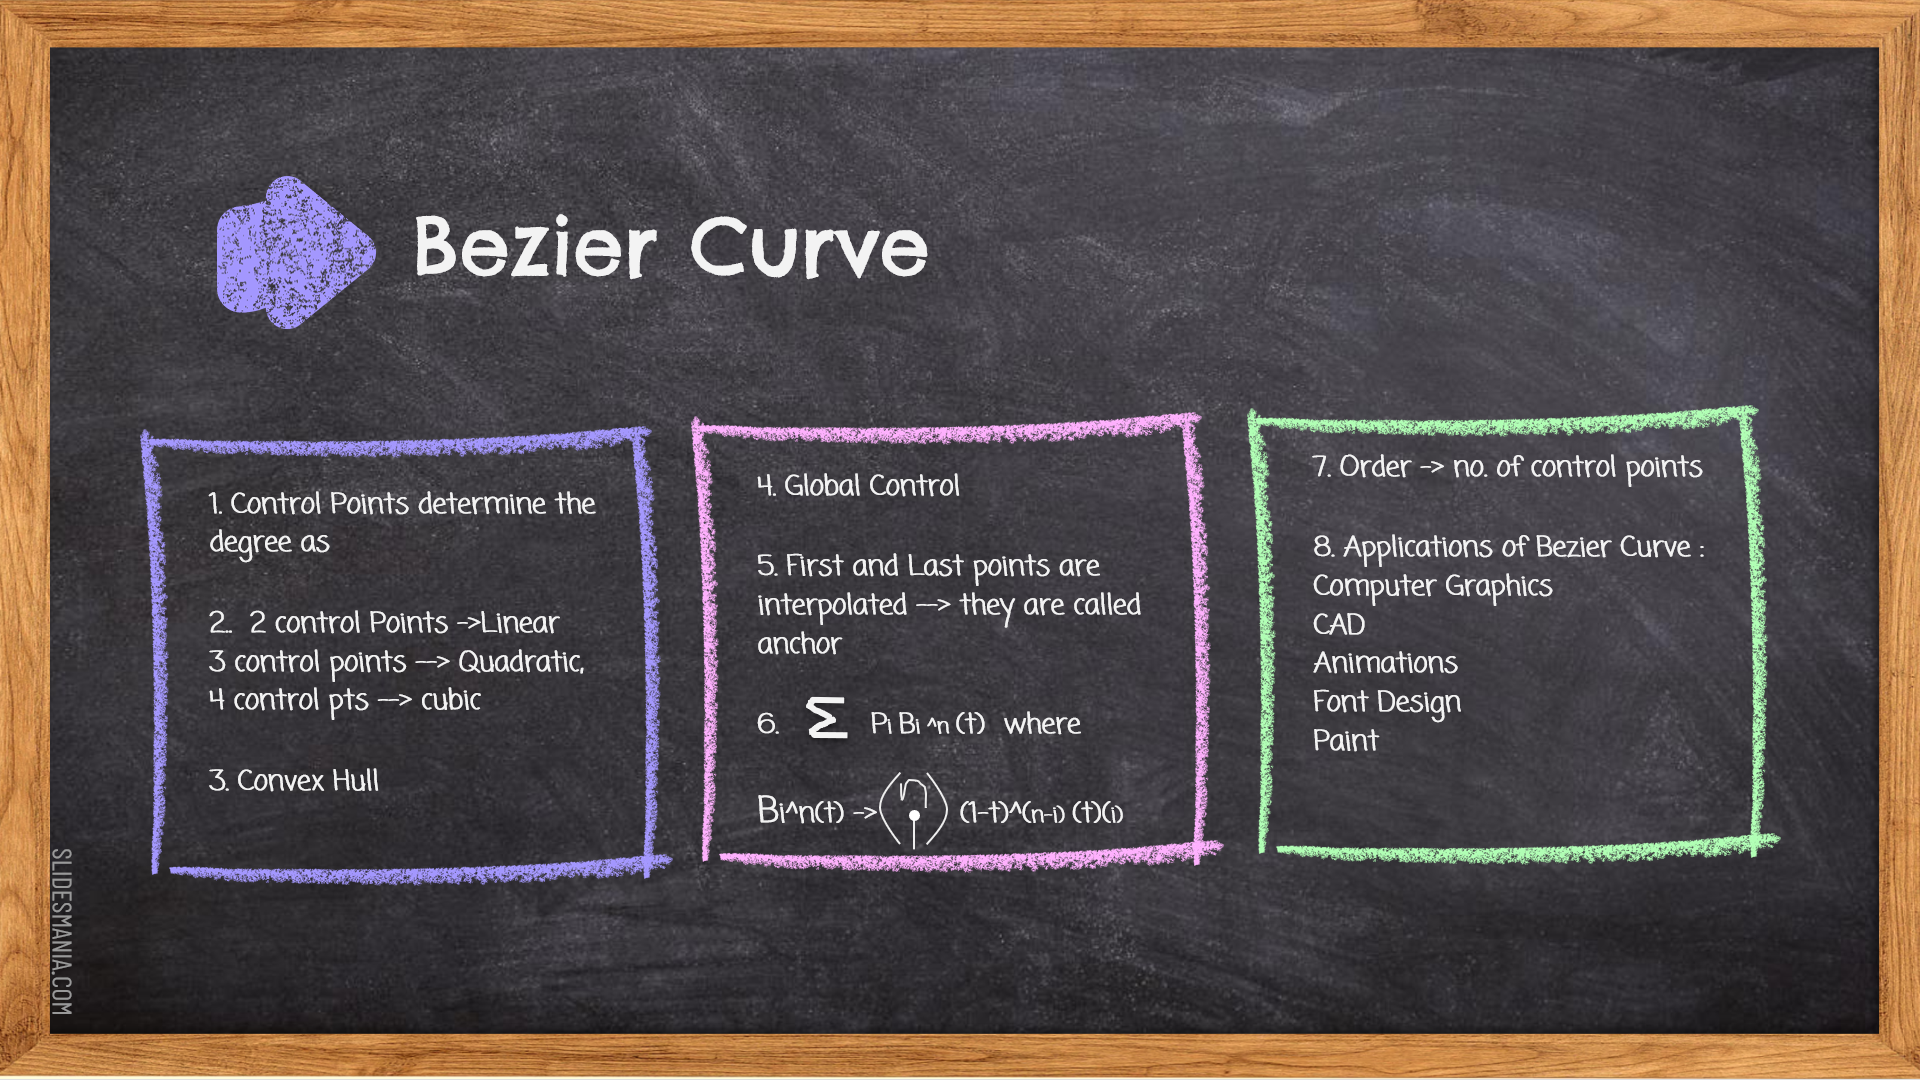 Bezier Curve
1. Control Points determine the
degree as
2.. 2 control Points ->Linear
3 control points --> Quadratic,
4 control pts --> cubic
3. Convex Hull
4. Global Control
5. First and Last points are
interpolated --> they are called
anchor
6. Σ Pi Bi ^n (t) where
Bi^n(t) -> (n i) (1-t)^(n-i) (t)(i)
7. Order -> no. of control points
8. Applications of Bezier Curve :
Computer Graphics
CAD
Animations
Font Design
Paint
SLIDESMANIA.COM